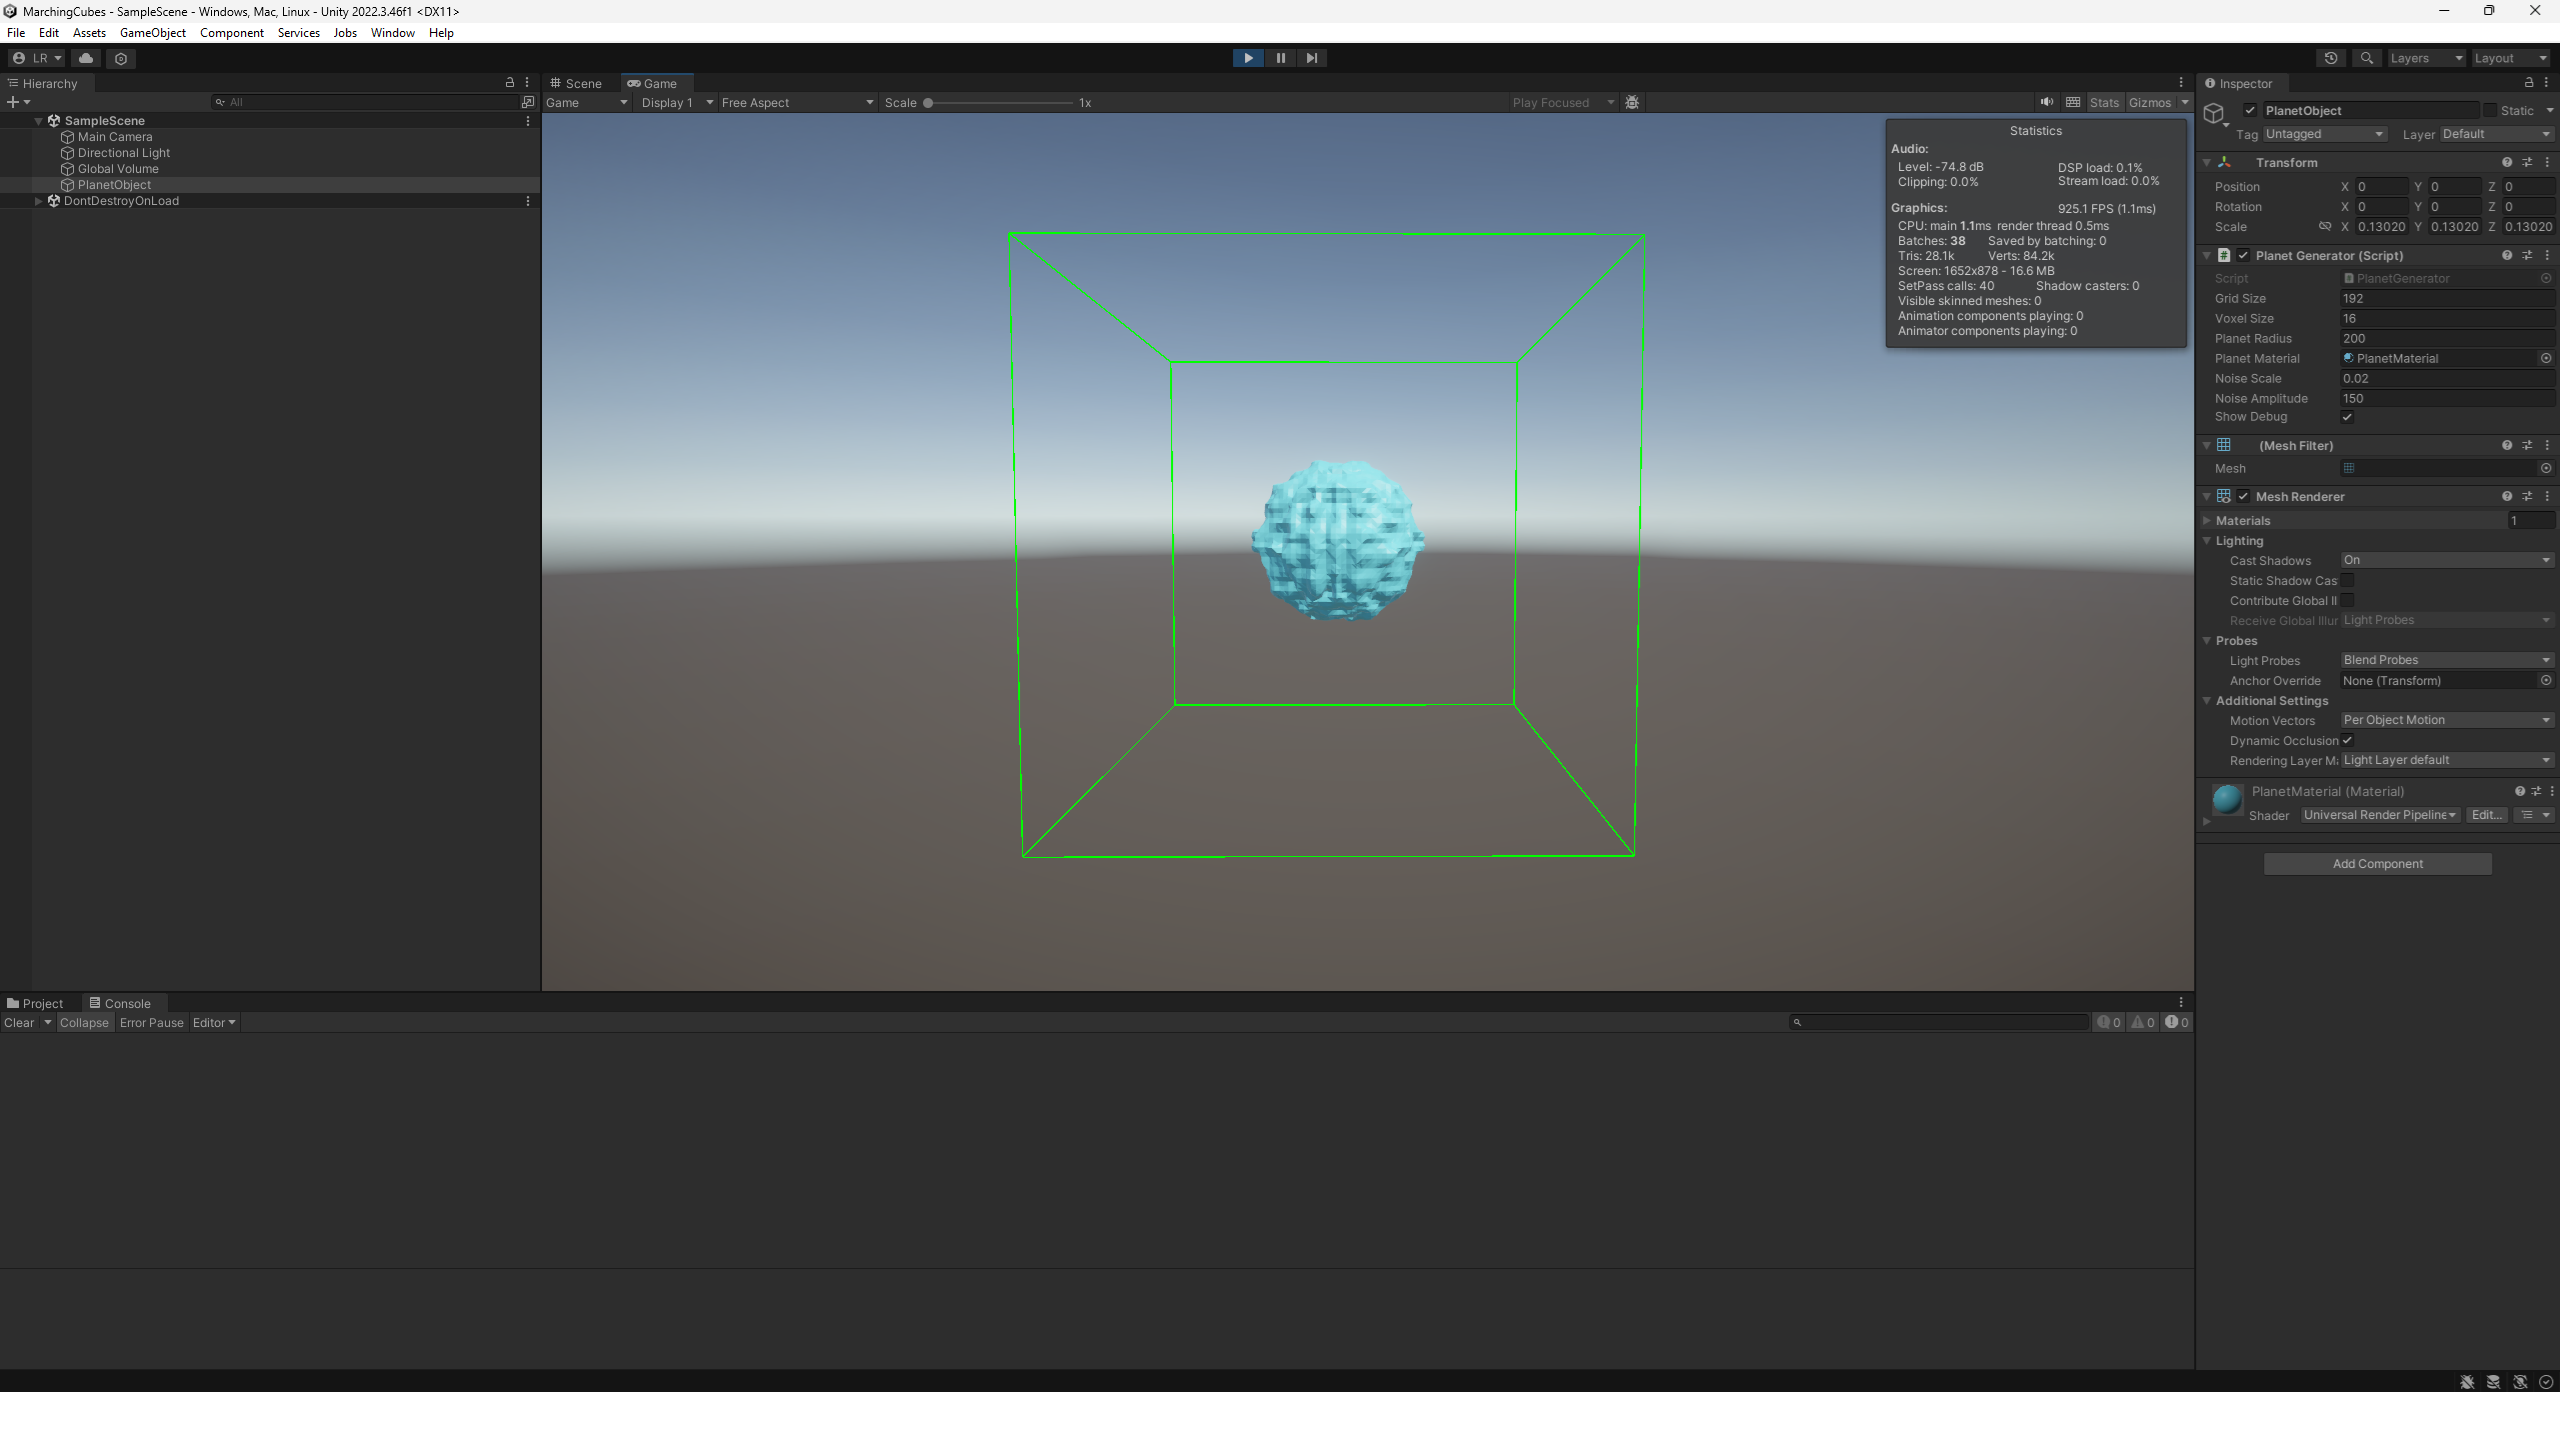 MarchingCubes - SampleScene - Windows, Mac, Linux - Unity 2022.3.46f1 <DX11>
File Edit Assets GameObject Component Services Jobs Window Help
LR Layers Layout
Hierarchy
All
SampleScene
Main Camera
Directional Light
Global Volume
PlanetObject
DontDestroyOnLoad
Scene Game
Game Display 1 Free Aspect Scale 1x Play Focused Stats Gizmos
Statistics
Audio:
Level: -74.8 dB DSP load: 0.1%
Clipping: 0.0% Stream load: 0.0%
Graphics: 925.1 FPS (1.1ms)
CPU: main 1.1ms render thread 0.5ms
Batches: 38 Saved by batching: 0
Tris: 28.1k Verts: 84.2k
Screen: 1652x878 - 16.6 MB
SetPass calls: 40 Shadow casters: 0
Visible skinned meshes: 0
Animation components playing: 0
Animator components playing: 0
Project Console
Clear Collapse Error Pause Editor
0 0 0
Inspector
PlanetObject Static
Tag Untagged Layer Default
Transform
Position X 0 Y 0 Z 0
Rotation X 0 Y 0 Z 0
Scale X 0.13020 Y 0.13020 Z 0.13020
Planet Generator (Script)
Script PlanetGenerator
Grid Size 192
Voxel Size 16
Planet Radius 200
Planet Material PlanetMaterial
Noise Scale 0.02
Noise Amplitude 150
Show Debug
(Mesh Filter)
Mesh
Mesh Renderer
Materials 1
Lighting
Cast Shadows On
Static Shadow Cas
Contribute Global Il
Receive Global Illur Light Probes
Probes
Light Probes Blend Probes
Anchor Override None (Transform)
Additional Settings
Motion Vectors Per Object Motion
Dynamic Occlusion
Rendering Layer Ma Light Layer default
PlanetMaterial (Material)
Shader Universal Render Pipeline Edit...
Add Component